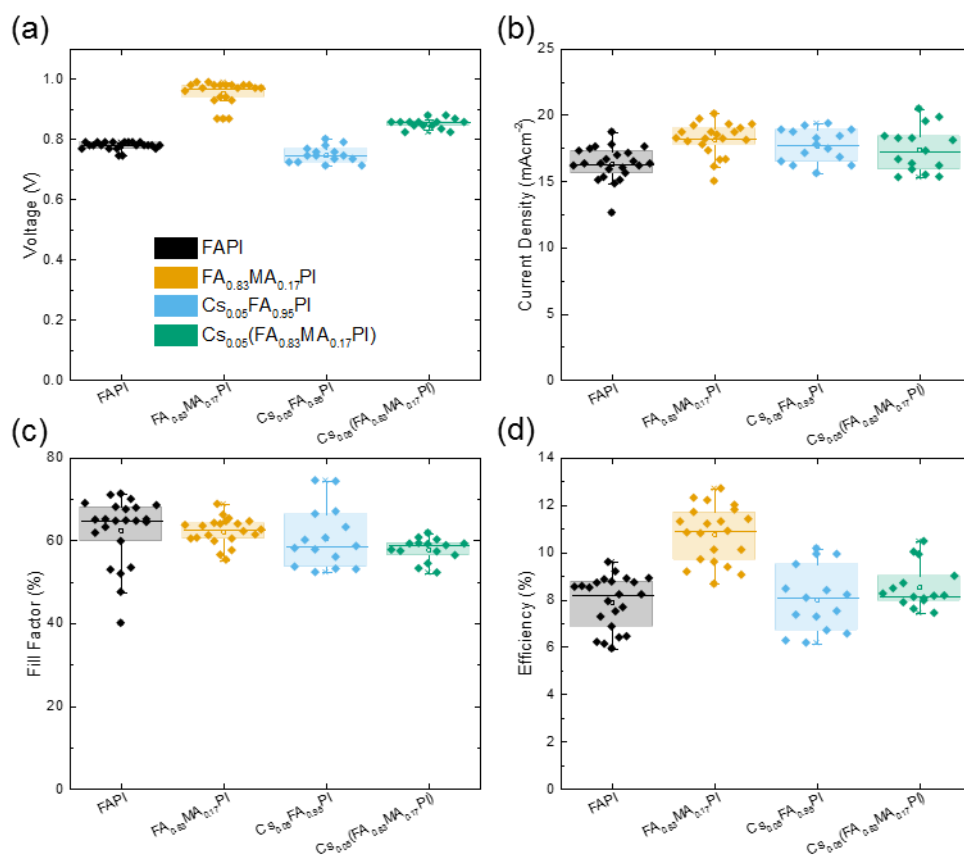 (a)
Voltage (V)
1.0
0.8
0.6
0.4
0.2
0.0
FAPI
FA0.83MA0.17PI
Cs0.05FA0.95PI
Cs0.05(FA0.83MA0.17PI)
FAPI
FA0.83MA0.17PI
Cs0.05FA0.95PI
Cs0.05(FA0.83MA0.17PI)
(b)
Current Density (mAcm-2)
25
20
15
10
5
0
FAPI
FA0.83MA0.17PI
Cs0.05FA0.95PI
Cs0.05(FA0.83MA0.17PI)
(c)
Fill Factor (%)
80
60
40
20
0
FAPI
FA0.83MA0.17PI
Cs0.05FA0.95PI
Cs0.05(FA0.83MA0.17PI)
(d)
Efficiency (%)
14
12
10
8
6
4
2
0
FAPI
FA0.83MA0.17PI
Cs0.05FA0.95PI
Cs0.05(FA0.83MA0.17PI)